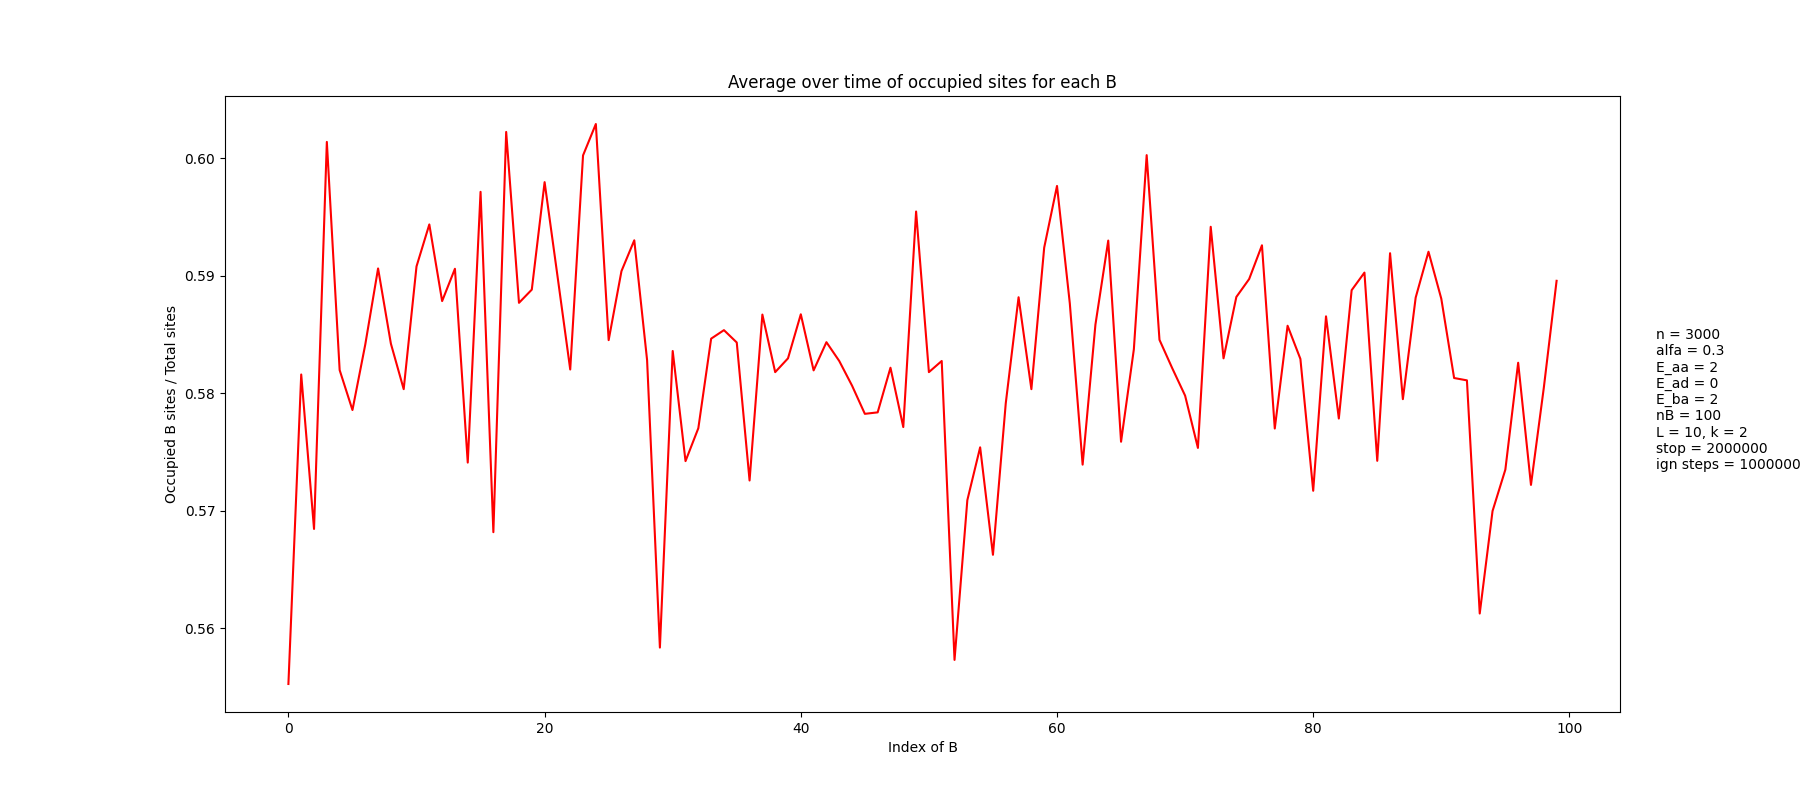 Average over time of occupied sites for each B
Occupied B sites / Total sites
0.60
0.59
0.58
0.57
0.56
0 20 40 60 80 100
Index of B
n = 3000
alfa = 0.3
E_aa = 2
E_ad = 0
E_ba = 2
nB = 100
L = 10, k = 2
stop = 2000000
ign steps = 1000000